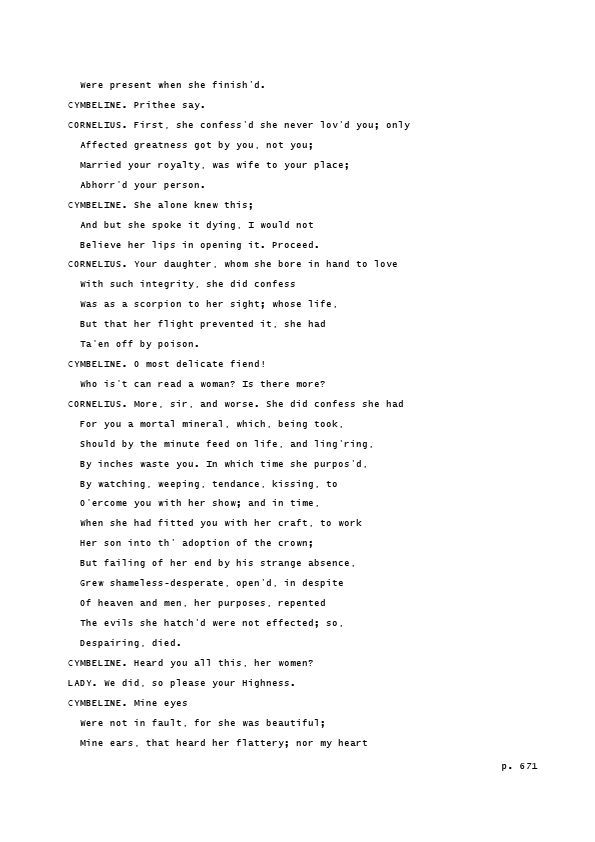 Were present when she finish'd.
CYMBELINE. Prithee say.
CORNELIUS. First, she confess'd she never lov'd you; only
Affected greatness got by you, not you;
Married your royalty, was wife to your place;
Abhorr'd your person.
CYMBELINE. She alone knew this;
And but she spoke it dying, I would not
Believe her lips in opening it. Proceed.
CORNELIUS. Your daughter, whom she bore in hand to love
With such integrity, she did confess
Was as a scorpion to her sight; whose life,
But that her flight prevented it, she had
Ta'en off by poison.
CYMBELINE. O most delicate fiend!
Who is't can read a woman? Is there more?
CORNELIUS. More, sir, and worse. She did confess she had
For you a mortal mineral, which, being took,
Should by the minute feed on life, and ling'ring,
By inches waste you. In which time she purpos'd,
By watching, weeping, tendance, kissing, to
O'ercome you with her show; and in time,
When she had fitted you with her craft, to work
Her son into th' adoption of the crown;
But failing of her end by his strange absence,
Grew shameless-desperate, open'd, in despite
Of heaven and men, her purposes, repented
The evils she hatch'd were not effected; so,
Despairing, died.
CYMBELINE. Heard you all this, her women?
LADY. We did, so please your Highness.
CYMBELINE. Mine eyes
Were not in fault, for she was beautiful;
Mine ears, that heard her flattery; nor my heart
p. 671